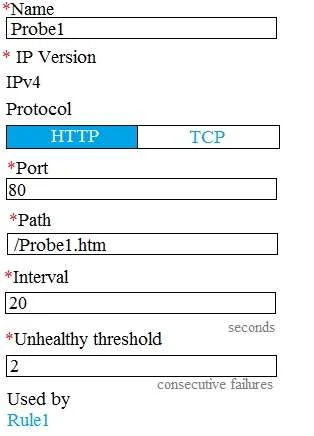 *Name
Probe1
* IP Version
IPv4
Protocol
HTTP TCP
*Port
80
*Path
/Probe1.htm
*Interval
20
seconds
*Unhealthy threshold
2
consecutive failures
Used by
Rule1